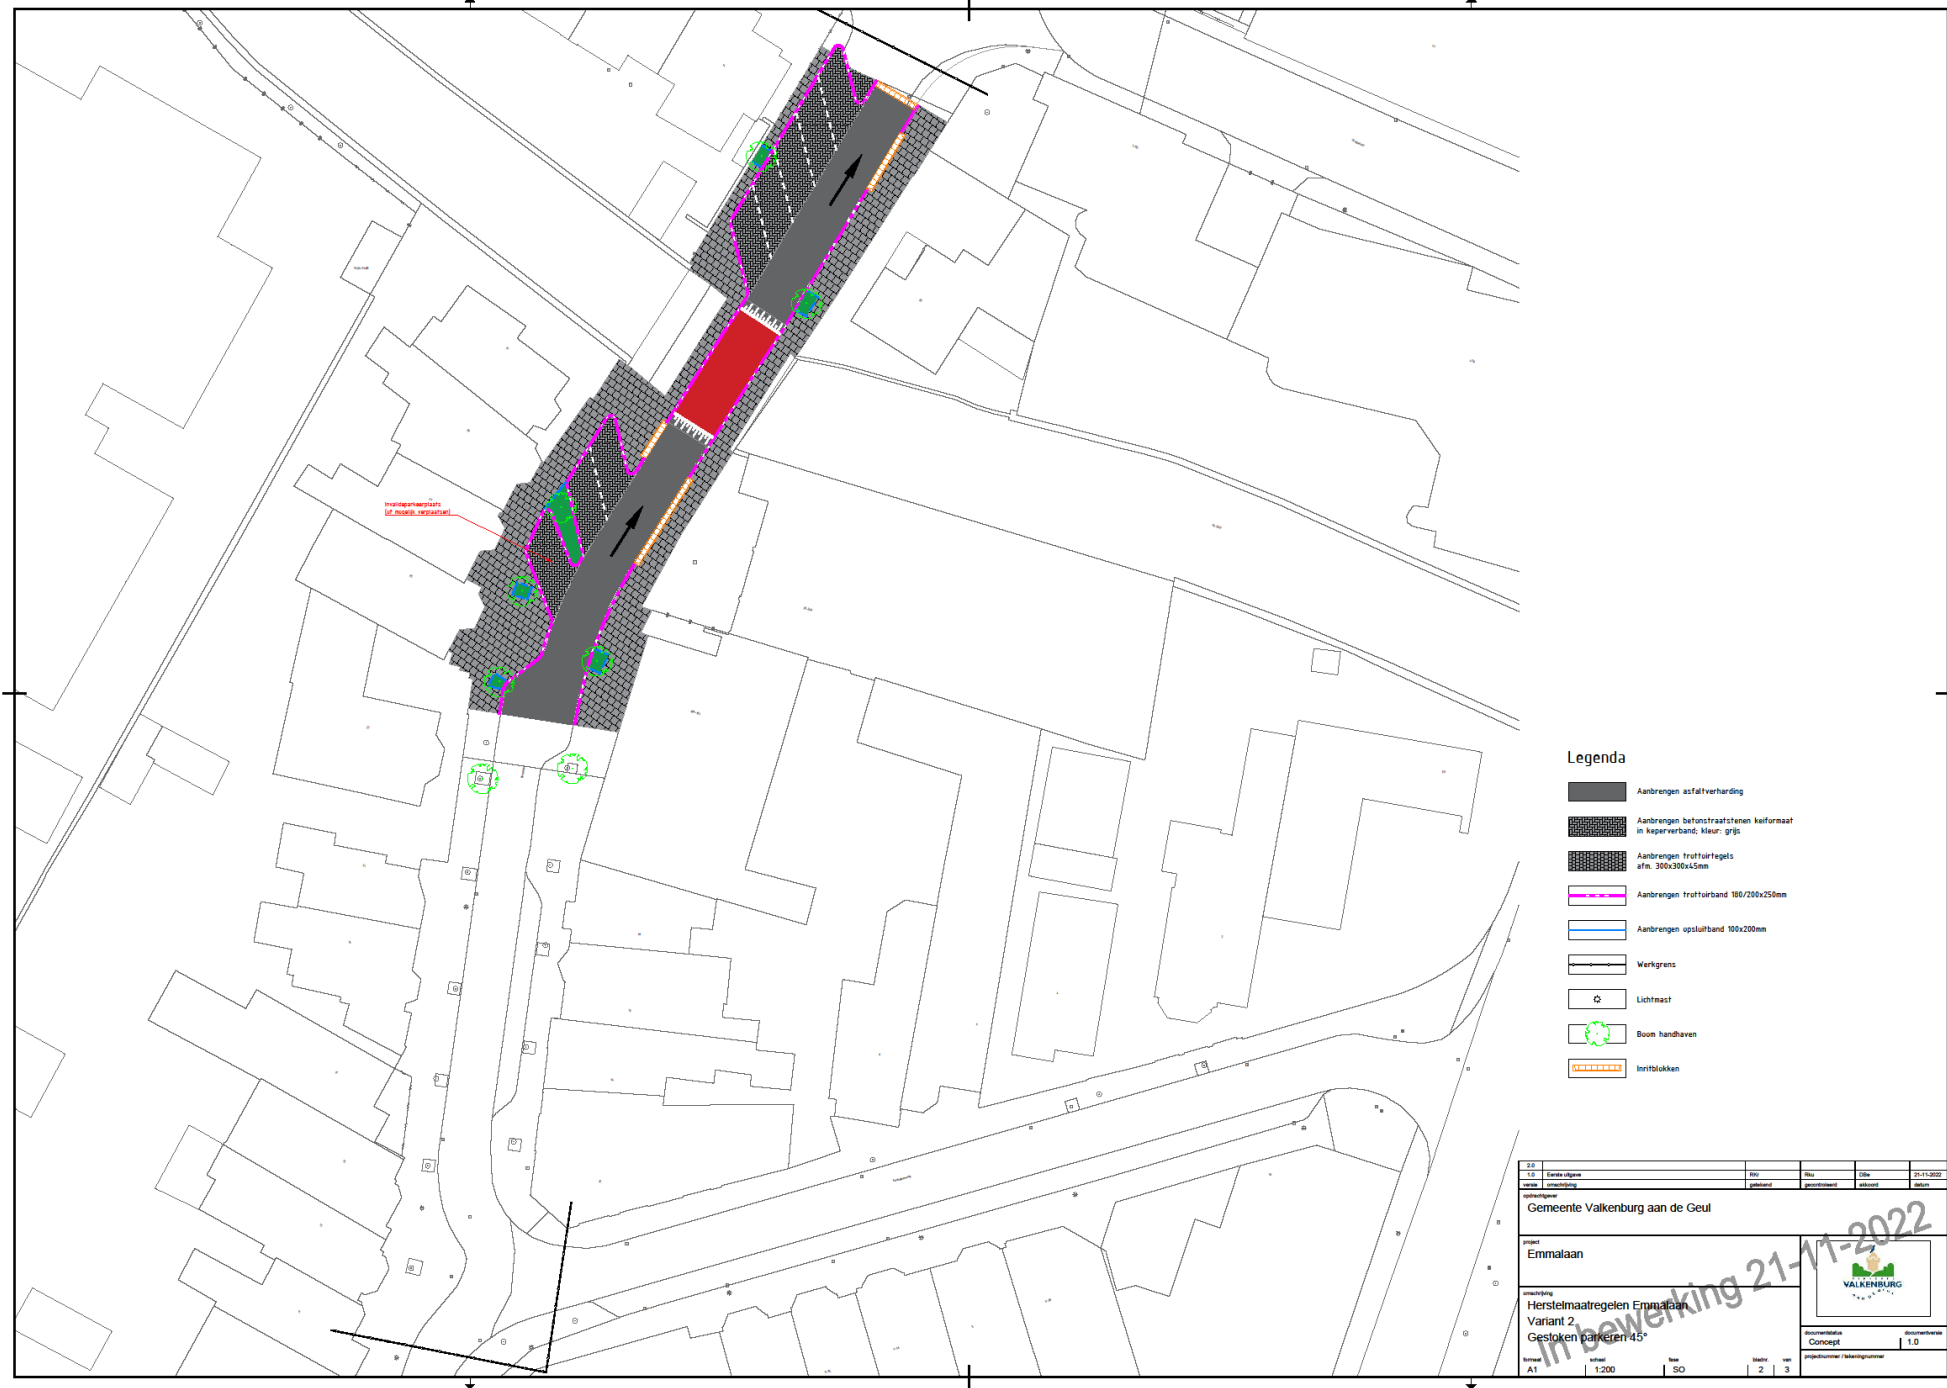 Invalideparkeerplaats
(of mogelijk verplaatsen)
Legenda
Aanbrengen asfaltverharding
Aanbrengen betonstraatstenen keiformaat
in keperverband; kleur: grijs
Aanbrengen trottoirtegels
afm. 300x300x45mm
Aanbrengen trottoirband 180/200x250mm
Aanbrengen opsluitband 100x200mm
Werkgrens
Lichtmast
Boom handhaven
Inritblokken
2.0
1.0 Eerste uitgave RKr Rku DBe 21-11-2022
versie omschrijving getekend gecontroleerd akkoord datum
opdrachtgever
Gemeente Valkenburg aan de Geul
project
Emmalaan
omschrijving
Herstelmaatregelen Emmalaan
Variant 2
Gestoken parkeren 45°
In bewerking 21-11-2022
VALKENBURG
documentstatus documentversie
Concept 1.0
projectnummer / tekeningnummer
formaat schaal fase bladnr. van
A1 1:200 SO 2 3